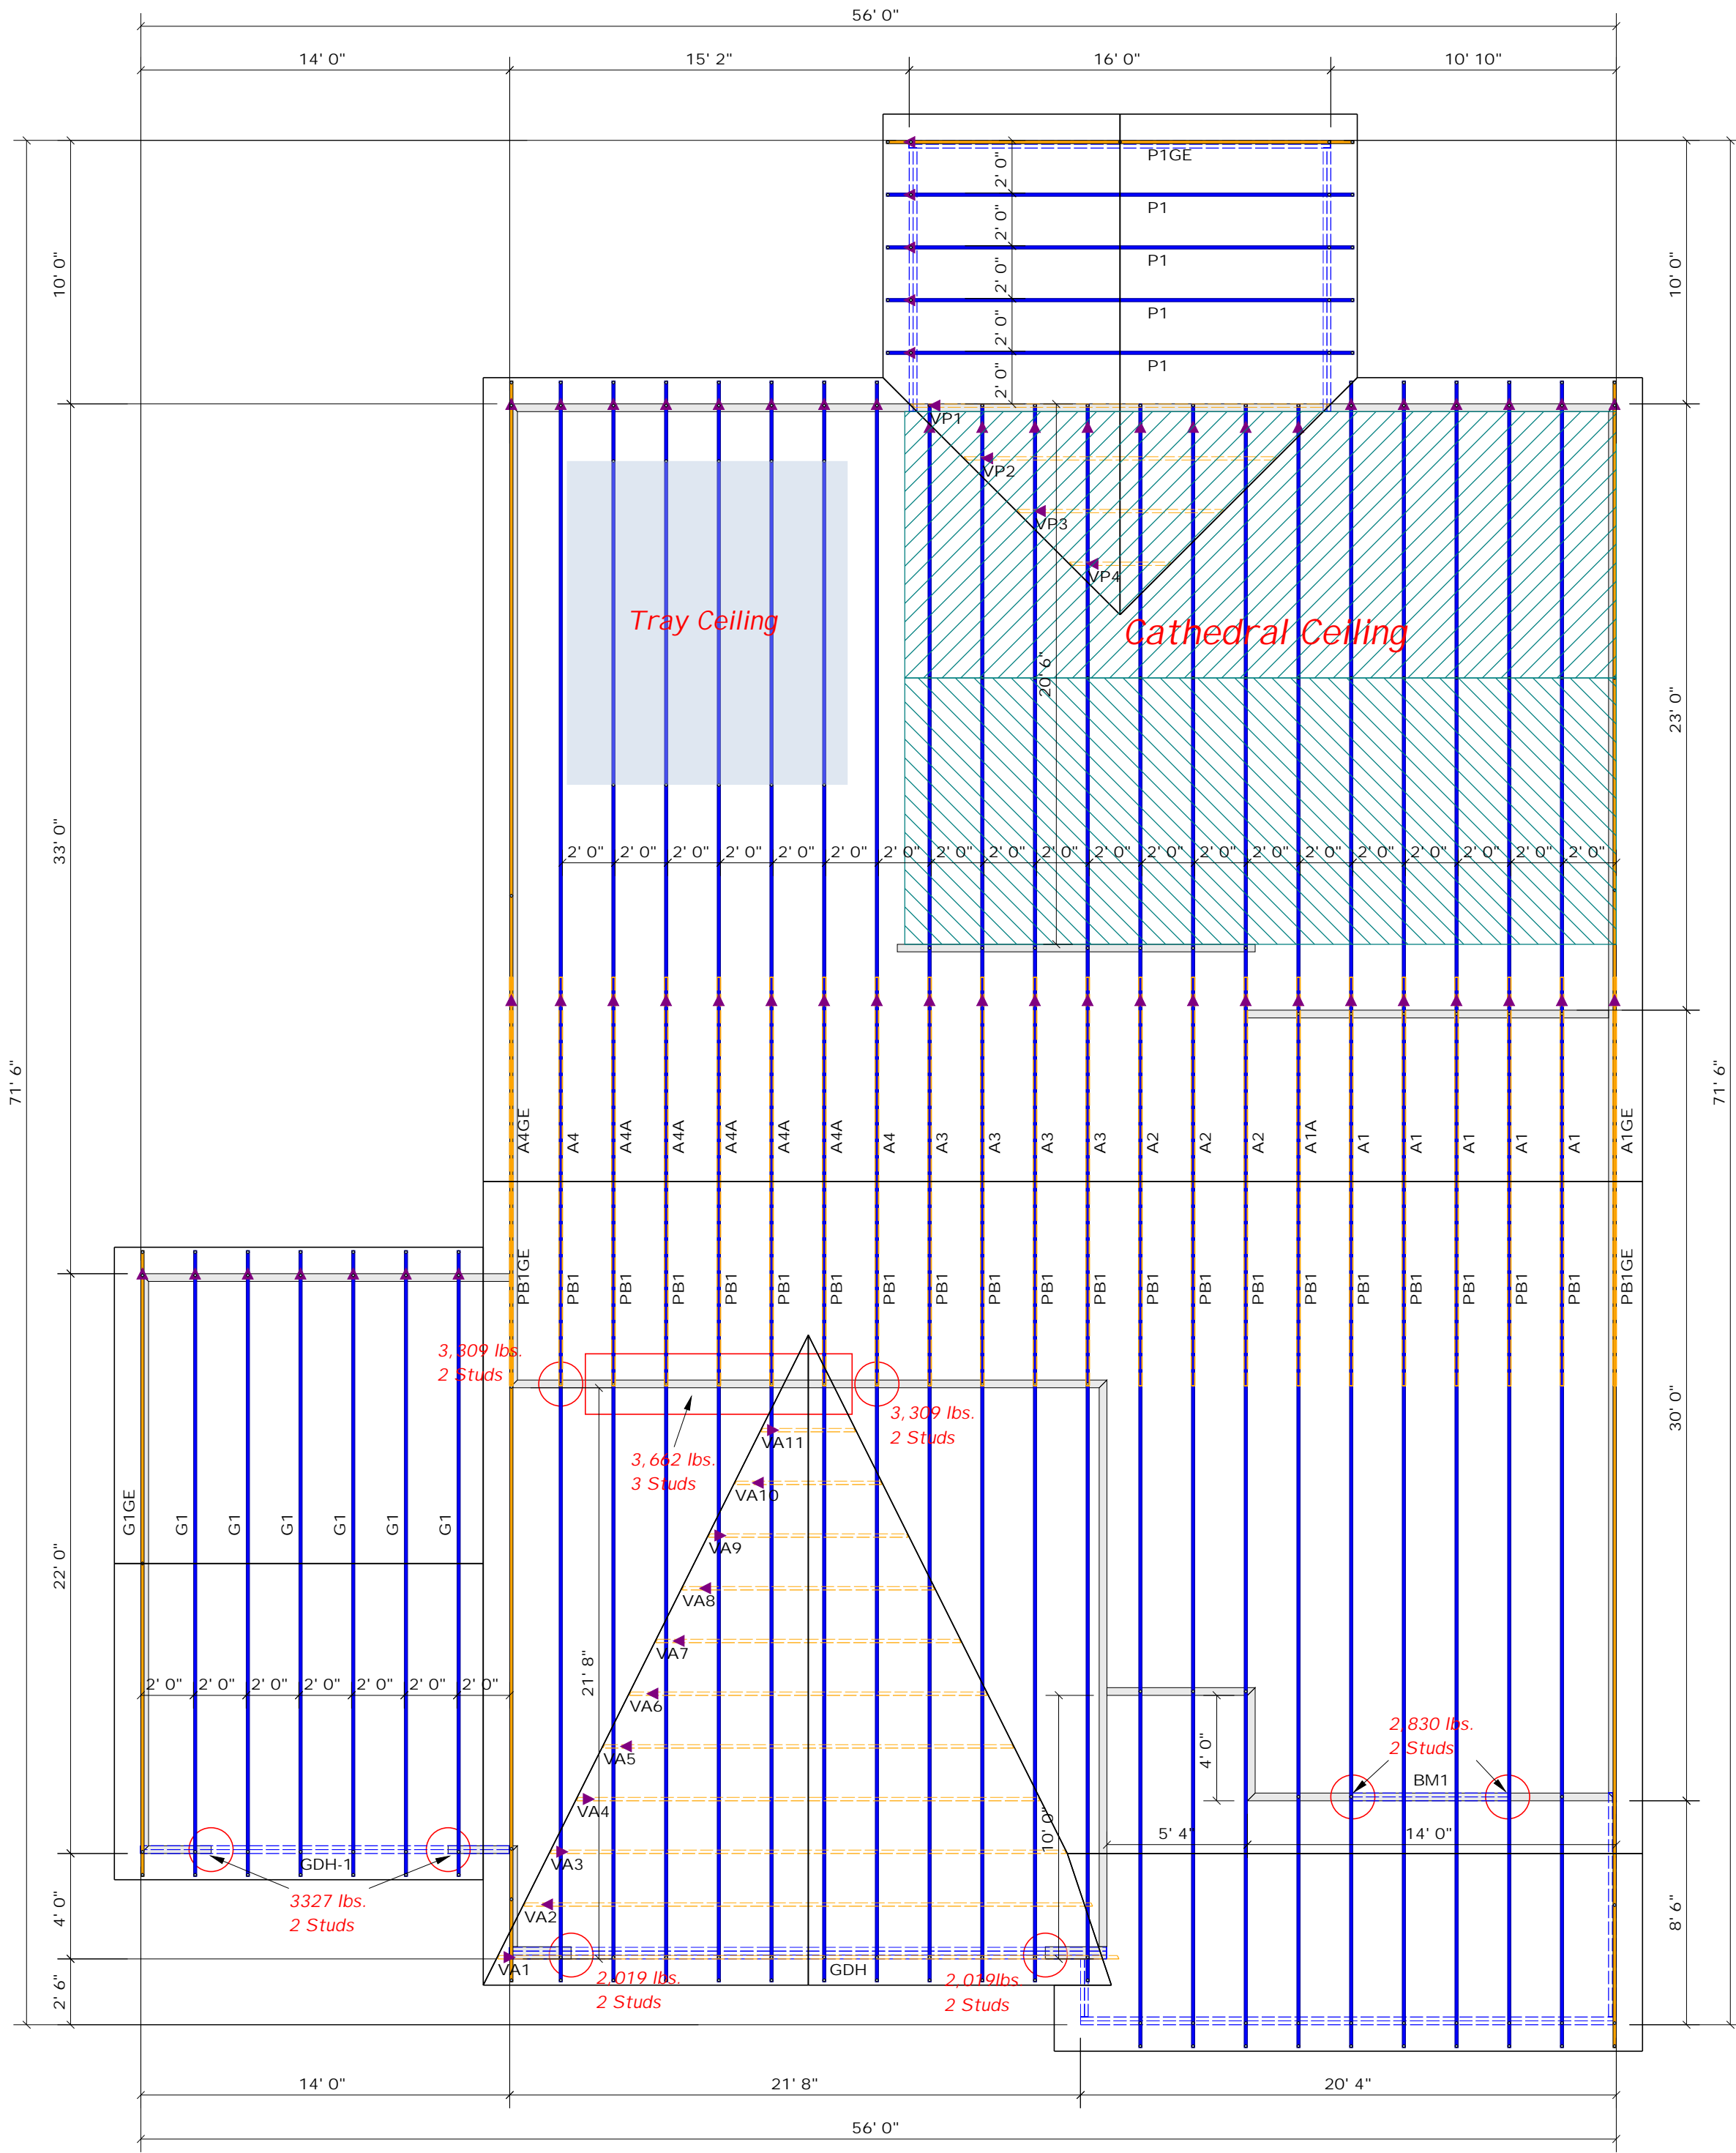 56' 0"
14' 0"
15' 2"
16' 0"
10' 10"
P1GE
2' 0"
P1
2' 0"
P1
2' 0"
P1
2' 0"
P1
2' 0"
10' 0"
10' 0"
VP1
VP2
VP3
VP4
Tray Ceiling
Cathedral Ceiling
20' 6"
23' 0"
33' 0"
2' 0" 2' 0" 2' 0" 2' 0" 2' 0" 2' 0" 2' 0" 2' 0" 2' 0" 2' 0" 2' 0" 2' 0" 2' 0" 2' 0" 2' 0" 2' 0" 2' 0" 2' 0" 2' 0" 2' 0"
71' 6"
71' 6"
A4GE A4 A4A A4A A4A A4A A4A A4 A3 A3 A3 A3 A2 A2 A2 A1A A1 A1 A1 A1 A1 A1GE
PB1GE PB1 PB1 PB1 PB1 PB1 PB1 PB1 PB1 PB1 PB1 PB1 PB1 PB1 PB1 PB1 PB1 PB1 PB1 PB1 PB1 PB1GE
3,309 lbs.
2 Studs
3,309 lbs.
2 Studs
3,662 lbs.
3 Studs
30' 0"
VA11
VA10
VA9
VA8
VA7
VA6
VA5
VA4
VA3
VA2
VA1
G1GE G1 G1 G1 G1 G1 G1
22' 0"
2' 0" 2' 0" 2' 0" 2' 0" 2' 0" 2' 0" 2' 0"
21' 8"
10' 0"
4' 0"
2,830 lbs.
2 Studs
BM1
5' 4"
14' 0"
GDH-1
3327 lbs.
2 Studs
4' 0"
8' 6"
GDH
2,019 lbs.
2 Studs
2,019lbs
2 Studs
2' 6"
14' 0"
21' 8"
20' 4"
56' 0"